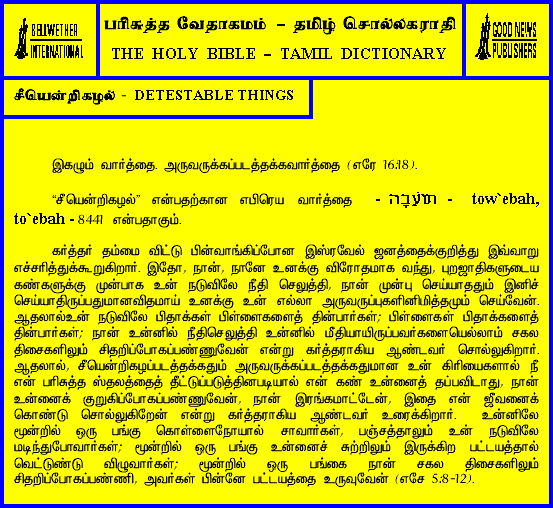 BELLWETHER
INTERNATIONAL
பரிசுத்த வேதாகமம் – தமிழ் சொல்லகராதி
THE HOLY BIBLE – TAMIL DICTIONARY
GOOD NEWS
PUBLISHERS
சீயென்றிகழல் - DETESTABLE THINGS
இகழும் வார்த்தை. அருவருக்கப்படத்தக்கவார்த்தை (எரே 16:18).
“சீயென்றிகழல்” என்பதற்கான எபிரெய வார்த்தை - תּוֹעֵבָה - tow`ebah,
to`ebah - 8441 என்பதாகும்.
கர்த்தர் தம்மை விட்டு பின்வாங்கிப்போன இஸ்ரவேல் ஜனத்தைக்குறித்து இவ்வாறு
எச்சரித்துக்கூறுகிறார். இதோ, நான், நானே உனக்கு விரோதமாக வந்து, புறஜாதிகளுடைய
கண்களுக்கு முன்பாக உன் நடுவிலே நீதி செலுத்தி, நான் முன்பு செய்யாததும் இனிச்
செய்யாதிருப்பதுமானவிதமாய் உனக்கு உன் எல்லா அருவருப்புகளினிமித்தமும் செய்வேன்.
ஆதலால்உன் நடுவிலே பிதாக்கள் பிள்ளைகளைத் தின்பார்கள்; பிள்ளைகள் பிதாக்களைத்
தின்பார்கள்; நான் உன்னில் நீதிசெலுத்தி உன்னில் மீதியாயிருப்பவர்களையெல்லாம் சகல
திசைகளிலும் சிதறிப்போகப்பண்ணுவேன் என்று கர்த்தராகிய ஆண்டவர் சொல்லுகிறார்.
ஆதலால், சீயென்றிகழப்படத்தக்கதும் அருவருக்கப்படத்தக்கதுமான உன் கிரியைகளால் நீ
என் பரிசுத்த ஸ்தலத்தைத் தீட்டுப்படுத்தினபடியால் என் கண் உன்னைத் தப்பவிடாது, நான்
உன்னைக் குறுகிப்போகப்பண்ணுவேன், நான் இரங்கமாட்டேன், இதை என் ஜீவனைக்
கொண்டு சொல்லுகிறேன் என்று கர்த்தராகிய ஆண்டவர் உரைக்கிறார். உன்னிலே
மூன்றில் ஒரு பங்கு கொள்ளைநோயால் சாவார்கள், பஞ்சத்தாலும் உன் நடுவிலே
மடிந்துபோவார்கள்; மூன்றில் ஒரு பங்கு உன்னைச் சுற்றிலும் இருக்கிற பட்டயத்தால்
வெட்டுண்டு விழுவார்கள்; மூன்றில் ஒரு பங்கை நான் சகல திசைகளிலும்
சிதறிப்போகப்பண்ணி, அவர்கள் பின்னே பட்டயத்தை உருவுவேன் (எசே 5:8-12).